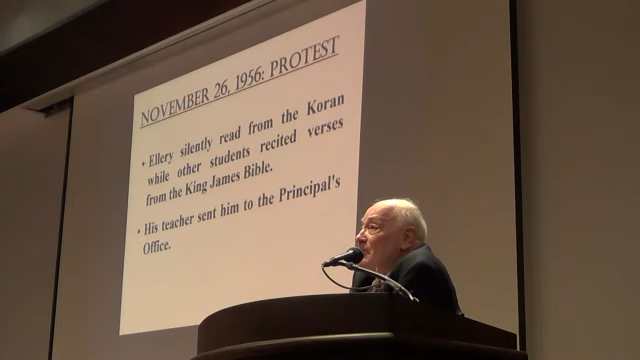 NOVEMBER 26, 1956: PROTEST
• Ellery silently read from the Koran
while other students recited verses
from the King James Bible.
• His teacher sent him to the Principal's
Office.